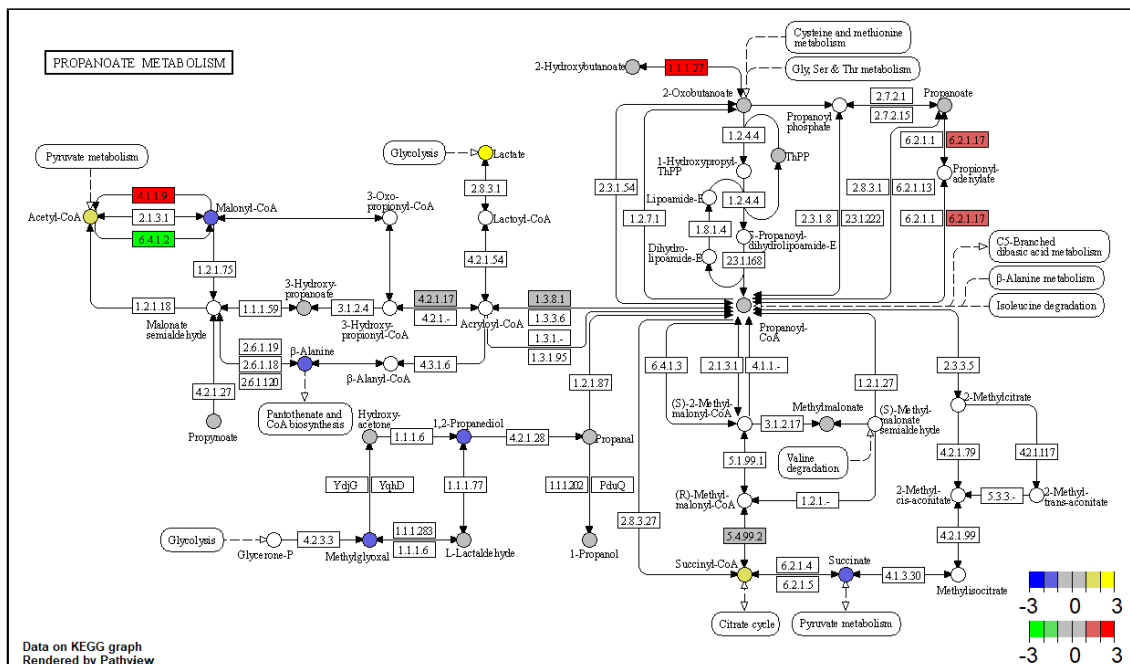 PROPANOATE METABOLISM
Cysteine and methionine
metabolism
Gly, Ser & Thr metabolism
2-Hydroxybutanoate
1.1.1.27
2-Oxobutanoate
Propanoyl
phosphate
2.7.2.1
2.7.2.15
Propanoate
1.2.4.4
ThPP
1-Hydroxypropyl-
ThPP
6.2.1.1
6.2.1.17
Propionyl-
adenylate
Pyruvate metabolism
Glycolysis
Lactate
2.3.1.54
1.2.7.1
Lipoamide-E
1.2.4.4
1.8.1.4
Dihydro-
lipoamide-E
S-Propanoyl-
dihydrolipoamide-E
2.3.1.168
2.3.1.8
2.3.1.222
2.8.3.1
6.2.1.13
6.2.1.1
6.2.1.17
Acetyl-CoA
4.1.1.9
2.1.3.1
6.4.1.2
Malonyl-CoA
3-Oxo-
propionyl-CoA
2.8.3.1
Lactoyl-CoA
4.2.1.54
C5-Branched
dibasic acid metabolism
β-Alanine metabolism
Isoleucine degradation
1.2.1.75
1.2.1.18
Malonate
semialdehyde
1.1.1.59
3-Hydroxy-
propanoate
3.1.2.4
3-Hydroxy-
propionyl-CoA
4.2.1.17
4.2.1.-
Acryloyl-CoA
1.3.8.1
1.3.3.6
1.3.1.-
1.3.1.95
Propanoyl-
CoA
2.6.1.19
2.6.1.18
2.6.1.120
β-Alanine
β-Alanyl-CoA
4.3.1.6
6.4.1.3
2.1.3.1
4.1.1.-
1.2.1.27
2.3.3.5
4.2.1.27
Propynoate
Pantothenate and
CoA biosynthesis
1.2.1.87
(S)-2-Methyl-
malonyl-CoA
3.1.2.17
Methylmalonate
(S)-Methyl-
malonate
semialdehyde
2-Methylcitrate
Hydroxy-
acetone
1.1.1.6
1,2-Propanediol
4.2.1.28
Propanal
Valine
degradation
5.1.99.1
4.2.1.79
4.2.1.117
YdjG
YqhD
1.1.1.77
1.1.1.202
PduQ
(R)-Methyl-
malonyl-CoA
1.2.1.-
2-Methyl-
cis-aconitate
5.3.3.-
2-Methyl-
trans-aconitate
Glycolysis
Glycerone-P
4.2.3.3
Methylglyoxal
1.1.1.283
1.1.1.6
L-Lactaldehyde
1-Propanol
2.8.3.27
5.4.99.2
4.2.1.99
Succinyl-CoA
6.2.1.4
6.2.1.5
Succinate
4.1.3.30
Methylisocitrate
Citrate cycle
Pyruvate metabolism
-3 0 3
-3 0 3
Data on KEGG graph
Rendered by Pathview